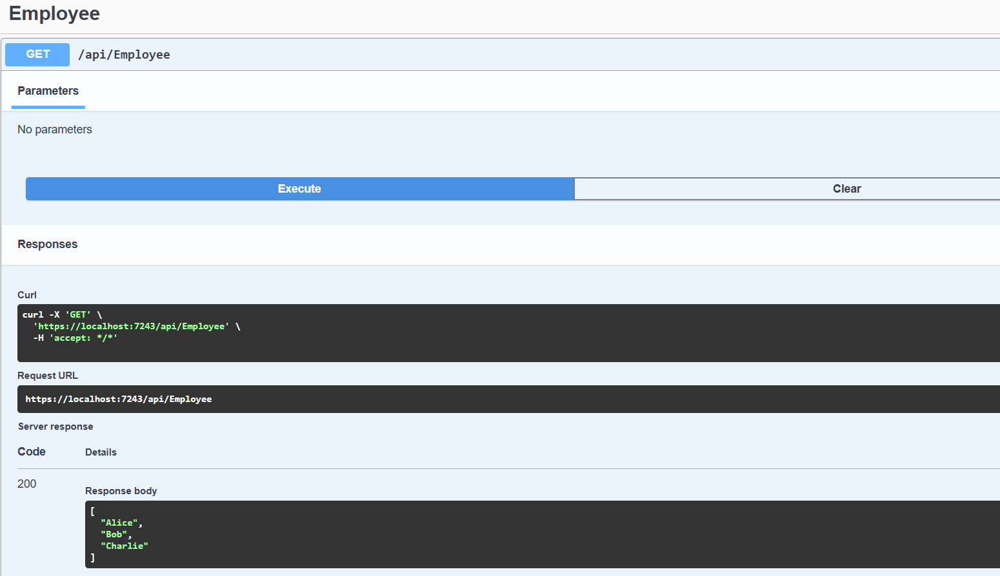 Employee
GET /api/Employee
Parameters
No parameters
Execute Clear
Responses
Curl
curl -X 'GET' \
  'https://localhost:7243/api/Employee' \
  -H 'accept: */*'
Request URL
https://localhost:7243/api/Employee
Server response
Code Details
200
Response body
[
  "Alice",
  "Bob",
  "Charlie"
]